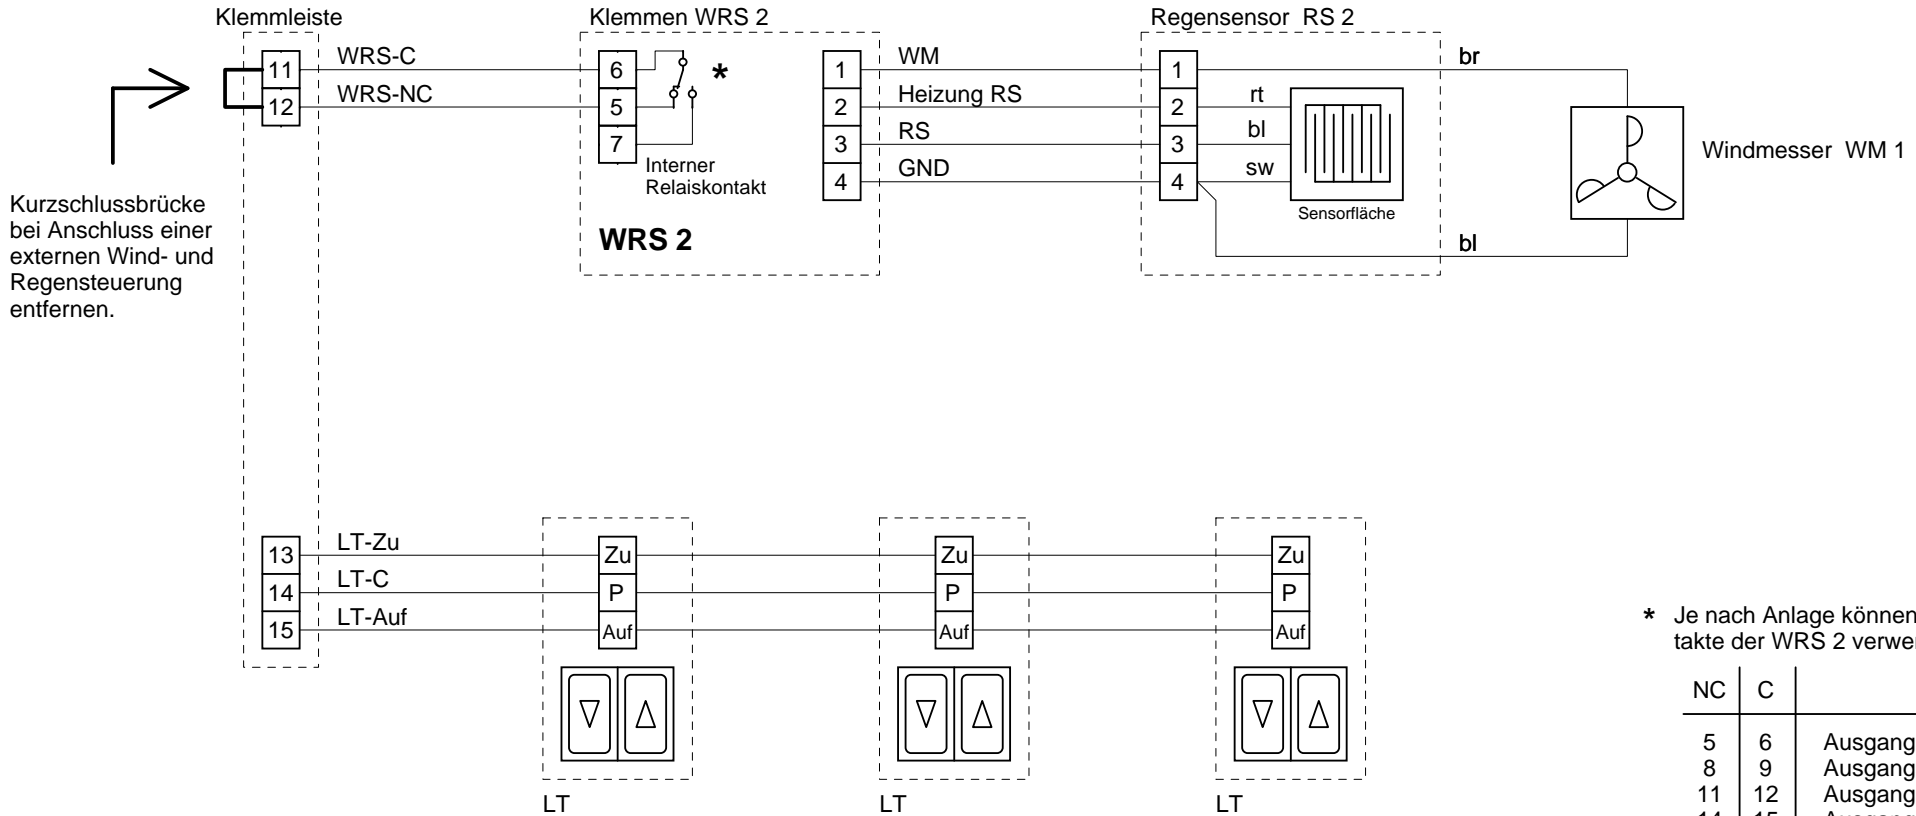 Klemmleiste
Klemmen WRS 2
Regensensor RS 2
11
WRS-C
6
*
1
WM
1
br
12
WRS-NC
5
2
Heizung RS
2
rt
7
3
RS
3
bl
Interner
Relaiskontakt
4
GND
4
sw
Sensorfläche
Windmesser WM 1
Kurzschlussbrücke
bei Anschluss einer
externen Wind- und
Regensteuerung
entfernen.
WRS 2
bl
13
LT-Zu
Zu
Zu
Zu
14
LT-C
P
P
P
15
LT-Auf
Auf
Auf
Auf
LT
LT
LT
* Je nach Anlage können
takte der WRS 2
NC C
5 6 Ausgang
8 9 Ausgang
11 12 Ausgang
14 15 Ausgang